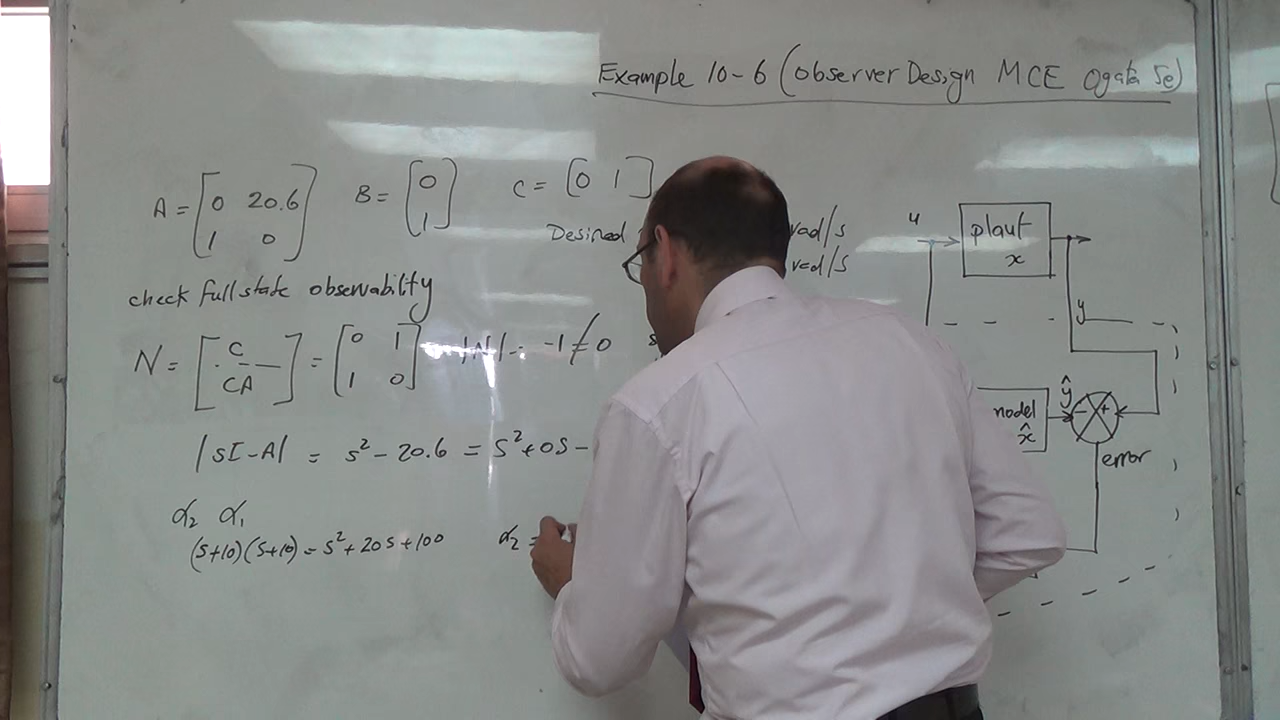 Example 10-6 (Observer Design MCE Ogata 5e)
A = [0 20.6; 1 0] B = [0; 1] C = [0 1]
Desired
rad/s
rad/s
check full state observability
N = [C; CA] = [0 1; 1 0] |N| = -1 ≠ 0
|sI-A| = s² - 20.6 = s² + 0s -
α₂ α₁
(s+10)(s+10) = s² + 20s + 100 α₂ =
u
plant
x
y
model
x̂
ŷ
- +
error